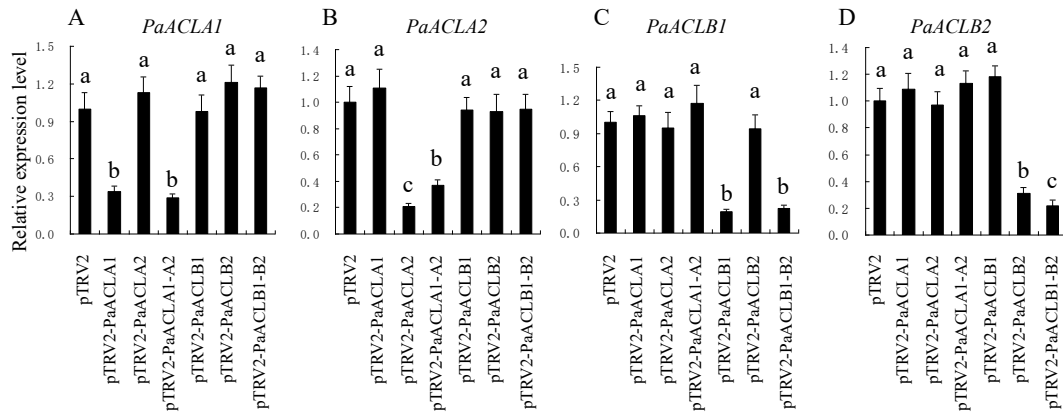 A
PaACLA1
Relative expression level
1.5
1.2
0.9
0.6
0.3
0.0
a
b
a
b
a
a
a
pTRV2
pTRV2-PaACLA1
pTRV2-PaACLA2
pTRV2-PaACLA1-A2
pTRV2-PaACLB1
pTRV2-PaACLB2
pTRV2-PaACLB1-B2
B
PaACLA2
1.4
1.2
1.0
0.8
0.6
0.4
0.2
0.0
a
a
c
b
a
a
a
pTRV2
pTRV2-PaACLA1
pTRV2-PaACLA2
pTRV2-PaACLA1-A2
pTRV2-PaACLB1
pTRV2-PaACLB2
pTRV2-PaACLB1-B2
C
PaACLB1
1.5
1.2
0.9
0.6
0.3
0.0
a
a
a
a
b
a
b
pTRV2
pTRV2-PaACLA1
pTRV2-PaACLA2
pTRV2-PaACLA1-A2
pTRV2-PaACLB1
pTRV2-PaACLB2
pTRV2-PaACLB1-B2
D
PaACLB2
1.4
1.2
1.0
0.8
0.6
0.4
0.2
0.0
a
a
a
a
a
b
c
pTRV2
pTRV2-PaACLA1
pTRV2-PaACLA2
pTRV2-PaACLA1-A2
pTRV2-PaACLB1
pTRV2-PaACLB2
pTRV2-PaACLB1-B2